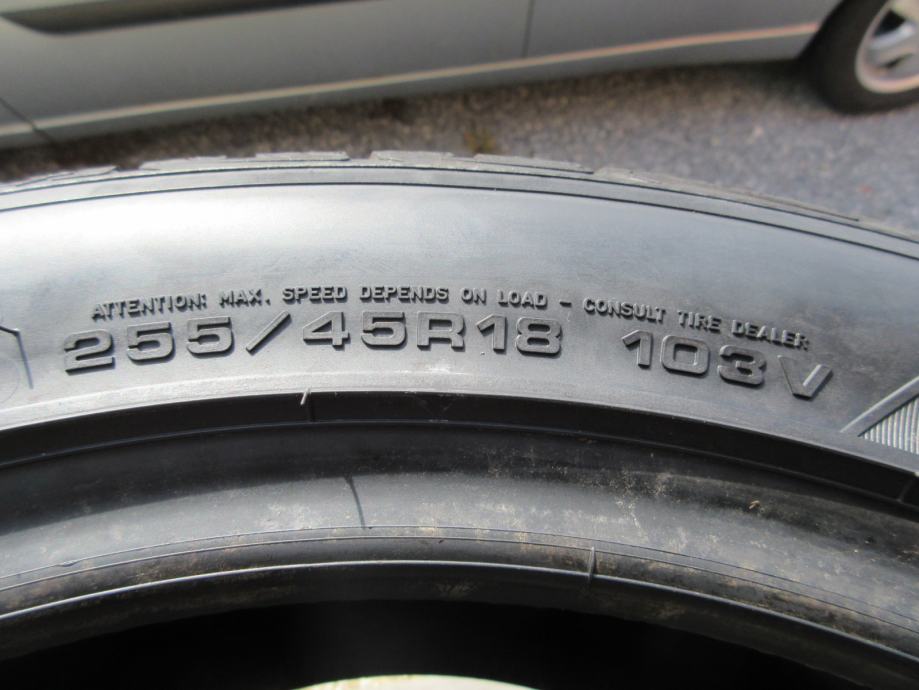 ATTENTION: MAX. SPEED DEPENDS ON LOAD - CONSULT TIRE DEALER
255/45R18 103V